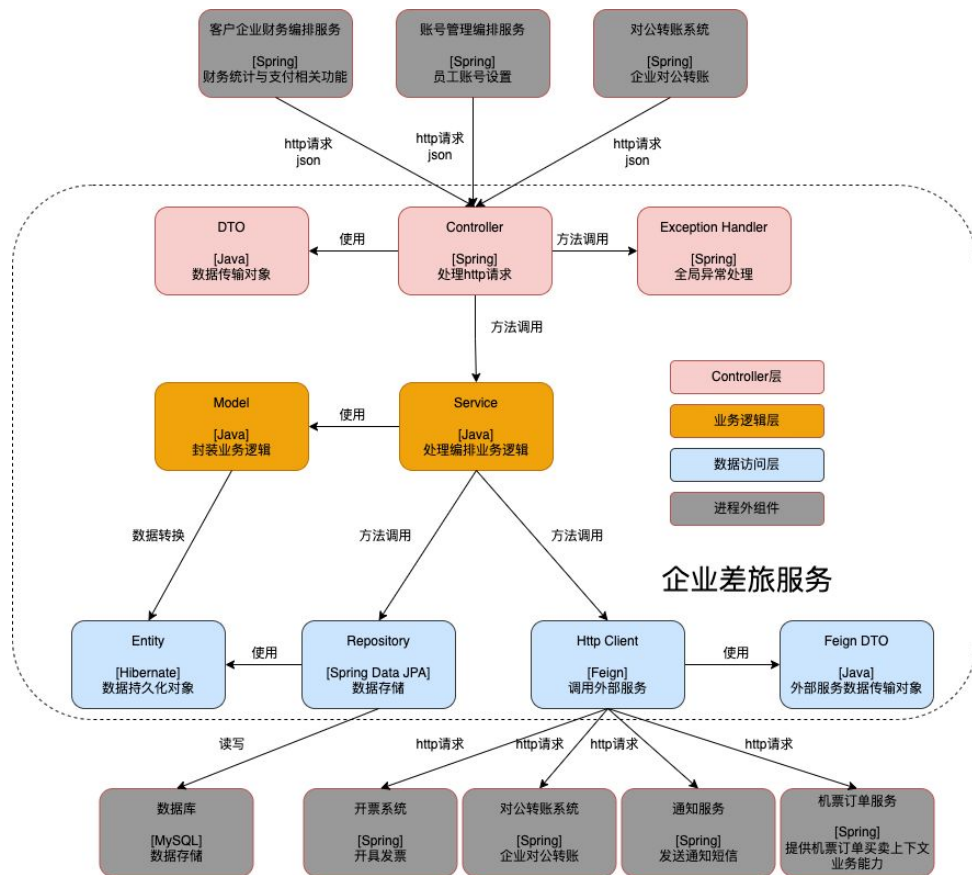 客户企业财务编排服务
[Spring]
财务统计与支付相关功能
账号管理编排服务
[Spring]
员工账号设置
对公转账系统
[Spring]
企业对公转账
http请求
json
http请求
json
http请求
json
DTO
[Java]
数据传输对象
使用
Controller
[Spring]
处理http请求
方法调用
Exception Handler
[Spring]
全局异常处理
方法调用
Controller层
业务逻辑层
数据访问层
进程外组件
Model
[Java]
封装业务逻辑
使用
Service
[Java]
处理编排业务逻辑
数据转换
方法调用
方法调用
企业差旅服务
Entity
[Hibernate]
数据持久化对象
使用
Repository
[Spring Data JPA]
数据存储
Http Client
[Feign]
调用外部服务
使用
Feign DTO
[Java]
外部服务数据传输对象
读写
http请求
http请求
http请求
http请求
数据库
[MySQL]
数据存储
开票系统
[Spring]
开具发票
对公转账系统
[Spring]
企业对公转账
通知服务
[Spring]
发送通知短信
机票订单服务
[Spring]
提供机票订单买卖上下文
业务能力